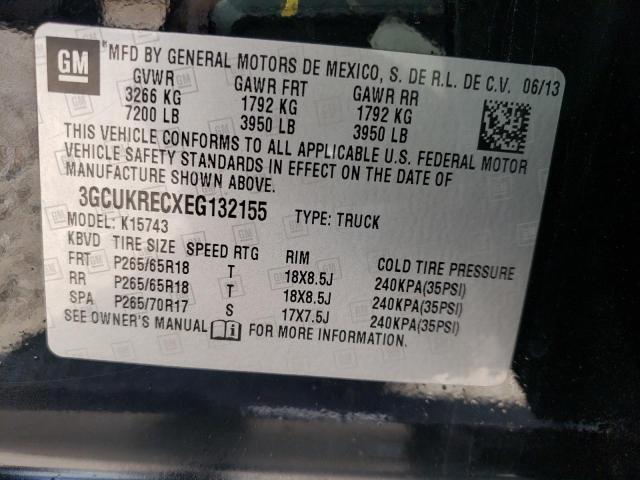 GM
MFD BY GENERAL MOTORS DE MEXICO, S. DE R.L. DE C.V. 06/13
GVWR GAWR FRT GAWR RR
3266 KG 1792 KG 1792 KG
7200 LB 3950 LB 3950 LB
THIS VEHICLE CONFORMS TO ALL APPLICABLE U.S. FEDERAL MOTOR
VEHICLE SAFETY STANDARDS IN EFFECT ON THE DATE OF
MANUFACTURE SHOWN ABOVE.
3GCUKRECXEG132155 TYPE: TRUCK
MODEL: K15743
KBVD TIRE SIZE SPEED RTG RIM COLD TIRE PRESSURE
FRT P265/65R18 T 18X8.5J 240KPA(35PSI)
RR P265/65R18 T 18X8.5J 240KPA(35PSI)
SPA P265/70R17 S 17X7.5J 240KPA(35PSI)
SEE OWNER'S MANUAL FOR MORE INFORMATION.